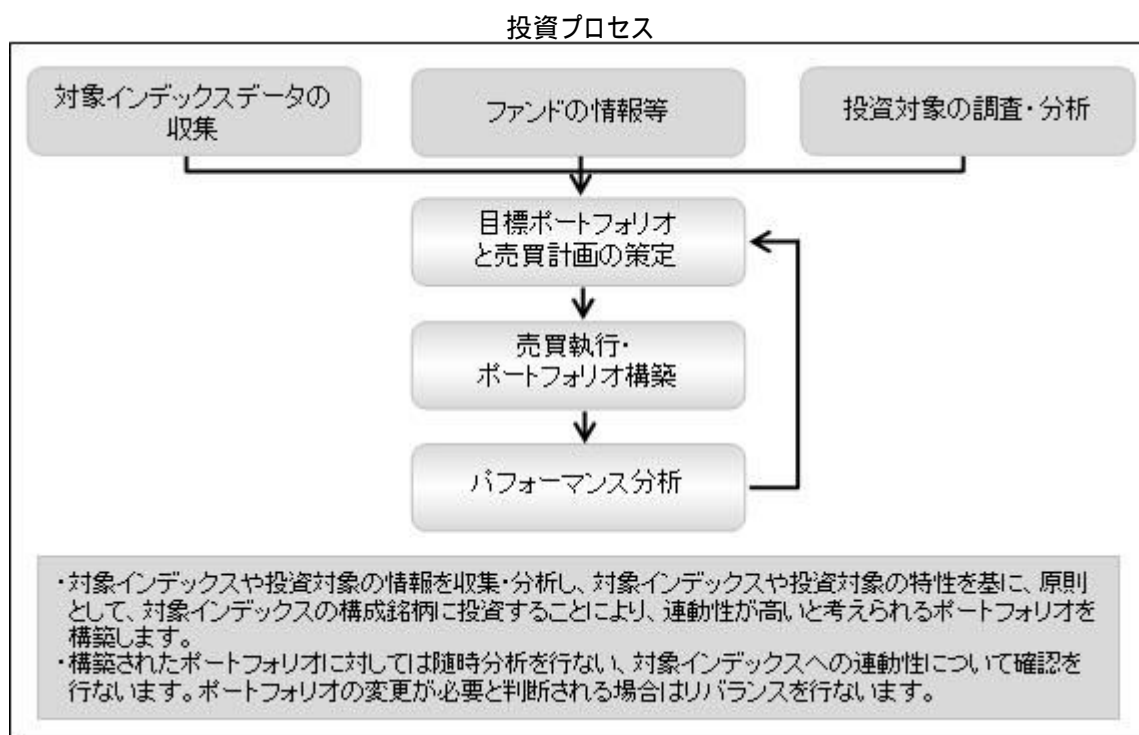 投資プロセス
対象インデックスデータの
収集
ファンドの情報等
投資対象の調査・分析
目標ポートフォリオ
と売買計画の策定
売買執行・
ポートフォリオ構築
パフォーマンス分析
・対象インデックスや投資対象の情報を収集・分析し、対象インデックスや投資対象の特性を基に、原則
として、対象インデックスの構成銘柄に投資することにより、連動性が高いと考えられるポートフォリオを
構築します。
・構築されたポートフォリオに対しては随時分析を行ない、対象インデックスへの連動性について確認を
行ないます。ポートフォリオの変更が必要と判断される場合はリバランスを行ないます。